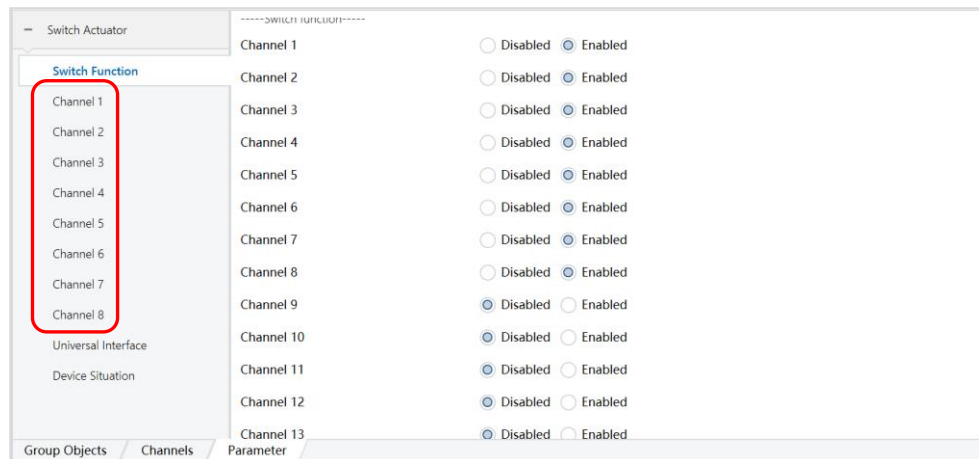 − Switch Actuator
Switch Function
Channel 1
Channel 2
Channel 3
Channel 4
Channel 5
Channel 6
Channel 7
Channel 8
Universal Interface
Device Situation
-----Switch function-----
Channel 1 Disabled Enabled
Channel 2 Disabled Enabled
Channel 3 Disabled Enabled
Channel 4 Disabled Enabled
Channel 5 Disabled Enabled
Channel 6 Disabled Enabled
Channel 7 Disabled Enabled
Channel 8 Disabled Enabled
Channel 9 Disabled Enabled
Channel 10 Disabled Enabled
Channel 11 Disabled Enabled
Channel 12 Disabled Enabled
Channel 13 Disabled Enabled
Group Objects Channels Parameter